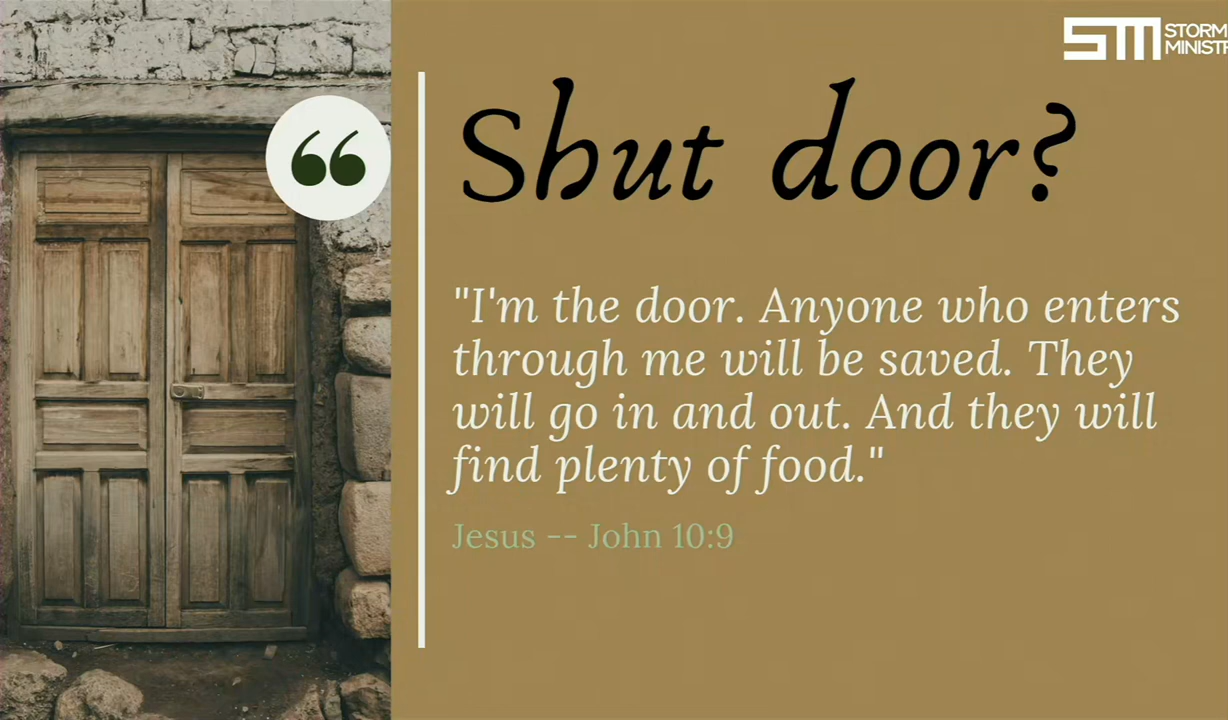 STORM
Shut door?
"I'm the door. Anyone who enters
through me will be saved. They
will go in and out. And they will
find plenty of food."
Jesus -- John 10:9